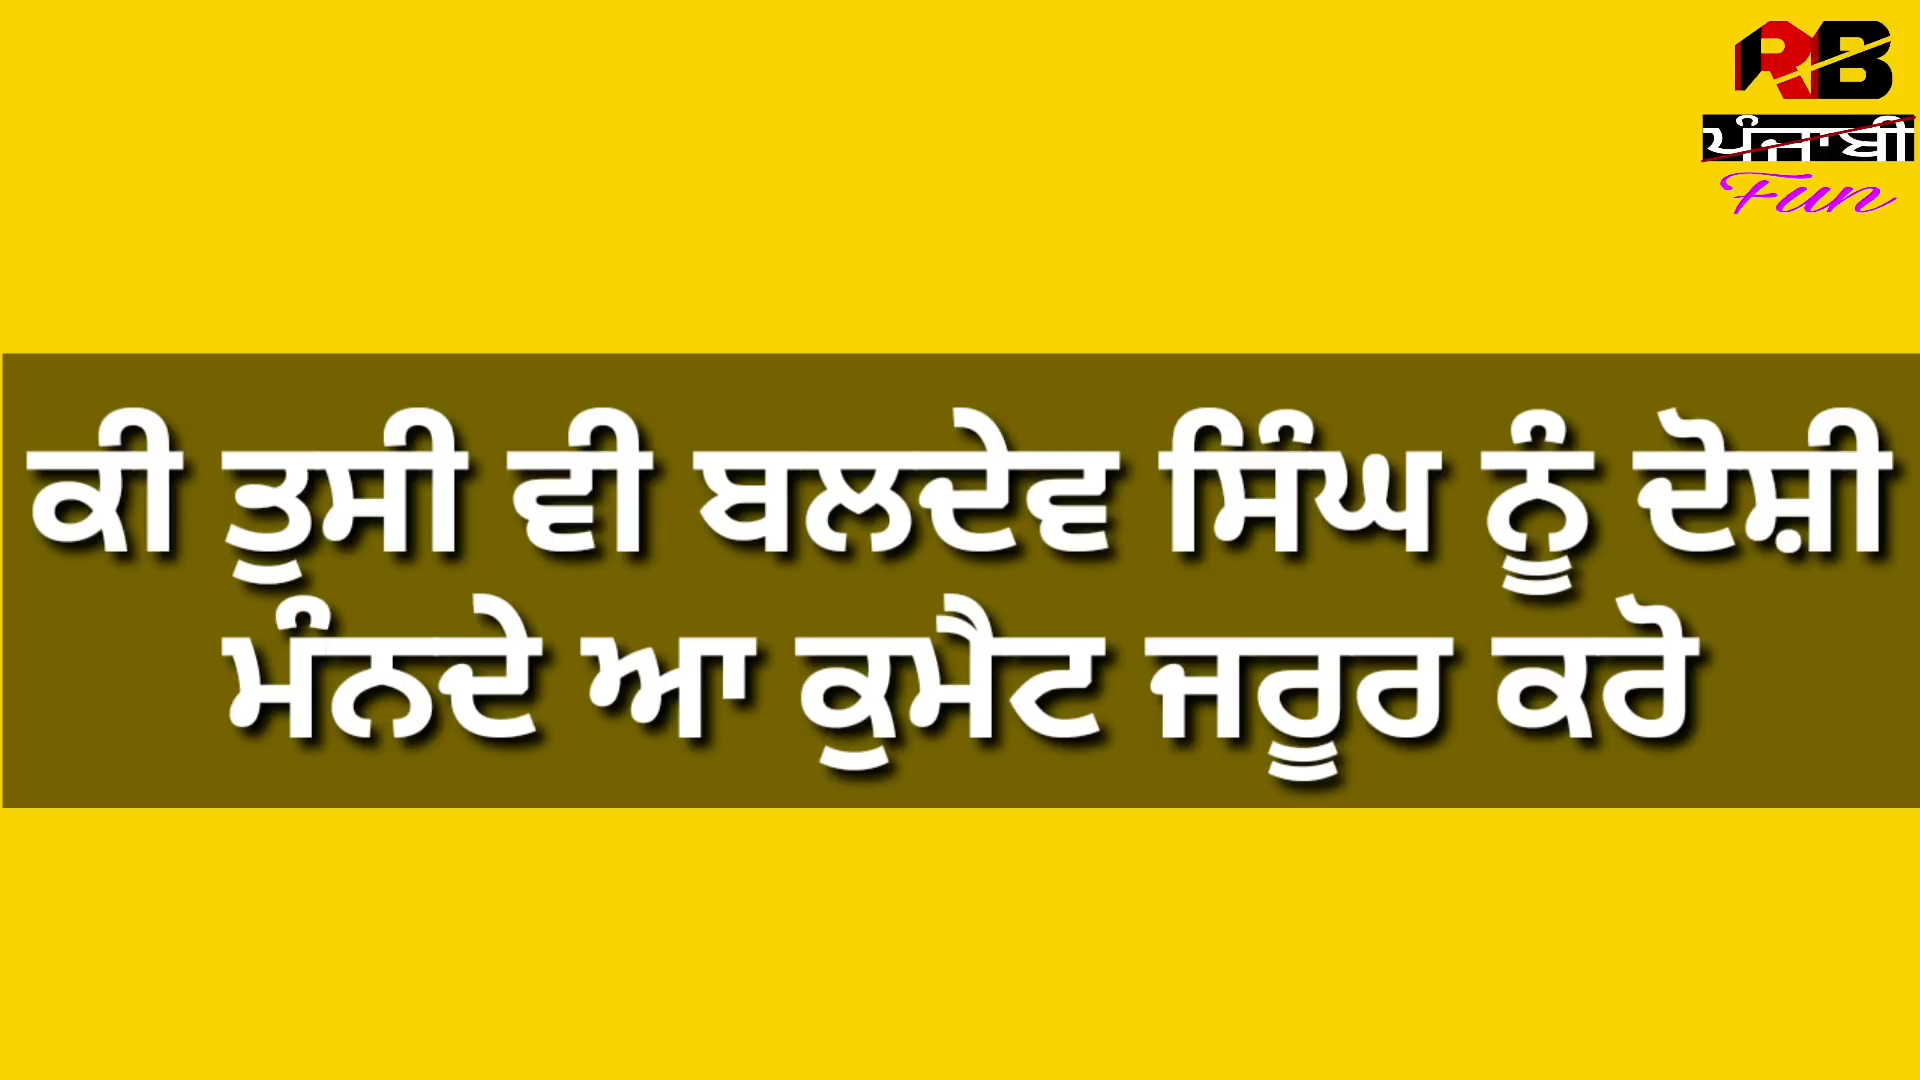 RB
ਪੰਜਾਬੀ
Fun
ਕੀ ਤੁਸੀ ਵੀ ਬਲਦੇਵ ਸਿੰਘ ਨੂੰ ਦੋਸ਼ੀ
ਮੰਨਦੇ ਆ ਕੁਮੈਟ ਜਰੂਰ ਕਰੋ